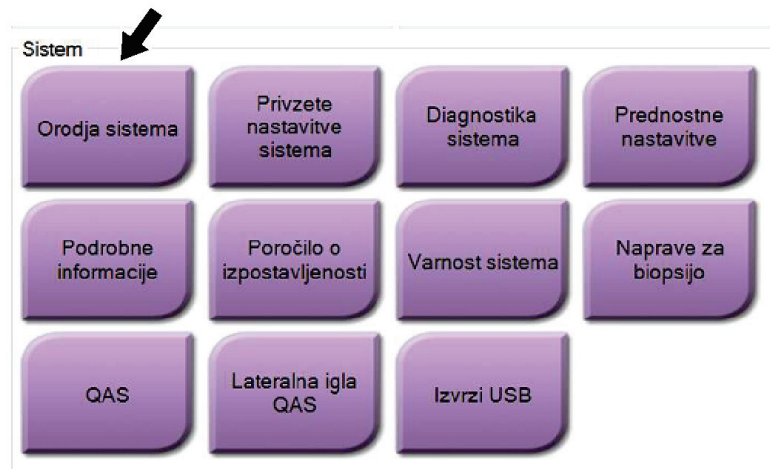 Sistem
Orodja sistema
Privzete
nastavitve
sistema
Diagnostika
sistema
Prednostne
nastavitve
Podrobne
informacije
Poročilo o
izpostavljenosti
Varnost sistema
Naprave za
biopsijo
QAS
Lateralna igla
QAS
Izvrzi USB